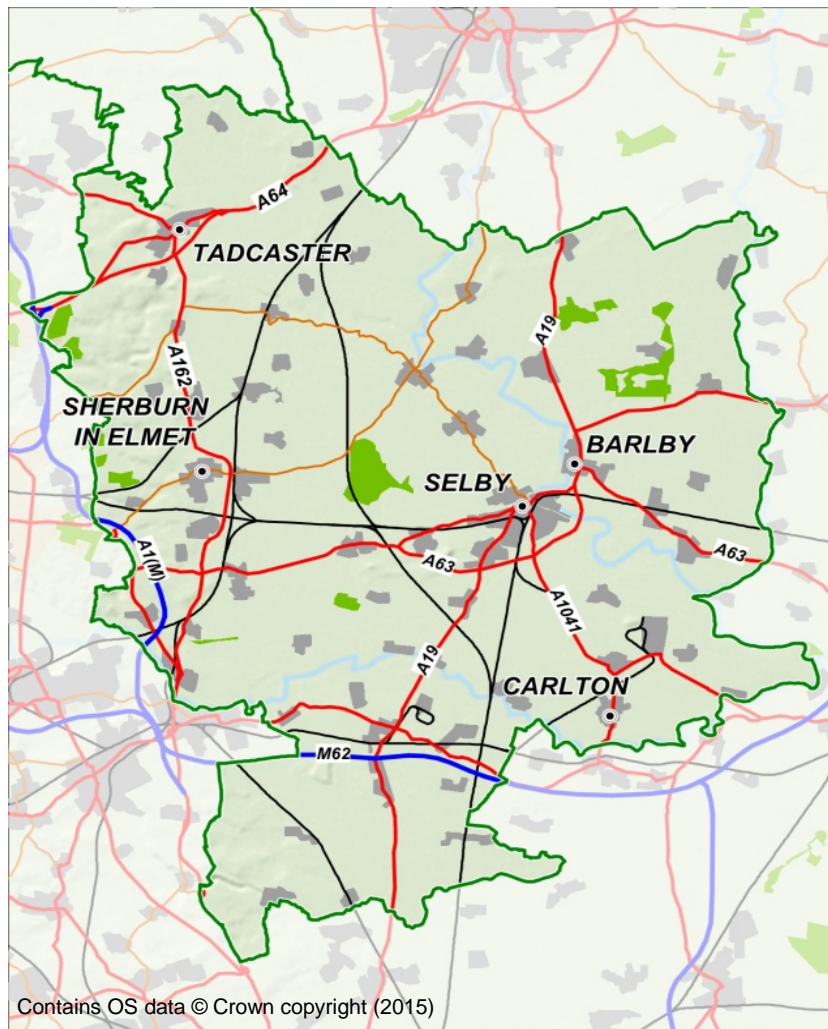 A64
TADCASTER
A19
A162
SHERBURN
IN ELMET
BARLBY
SELBY
A1(M)
A63
A63
A1041
A19
CARLTON
M62
Contains OS data © Crown copyright (2015)